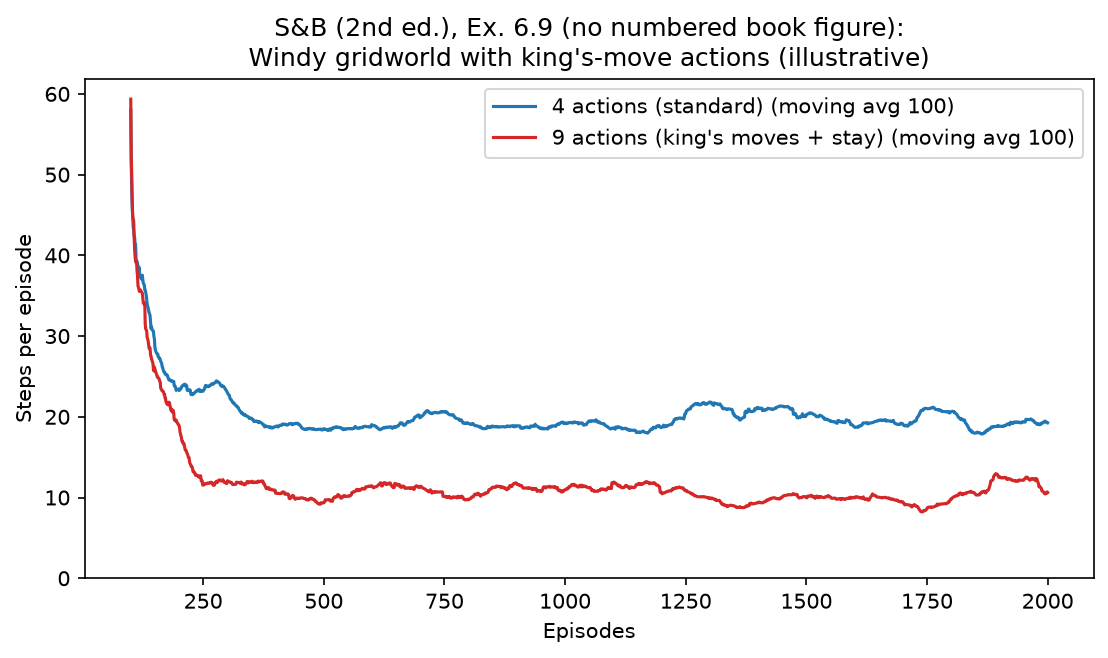 S&B (2nd ed.), Ex. 6.9 (no numbered book figure):
Windy gridworld with king's-move actions (illustrative)
4 actions (standard) (moving avg 100)
9 actions (king's moves + stay) (moving avg 100)
Steps per episode
60
50
40
30
20
10
0
250 500 750 1000 1250 1500 1750 2000
Episodes